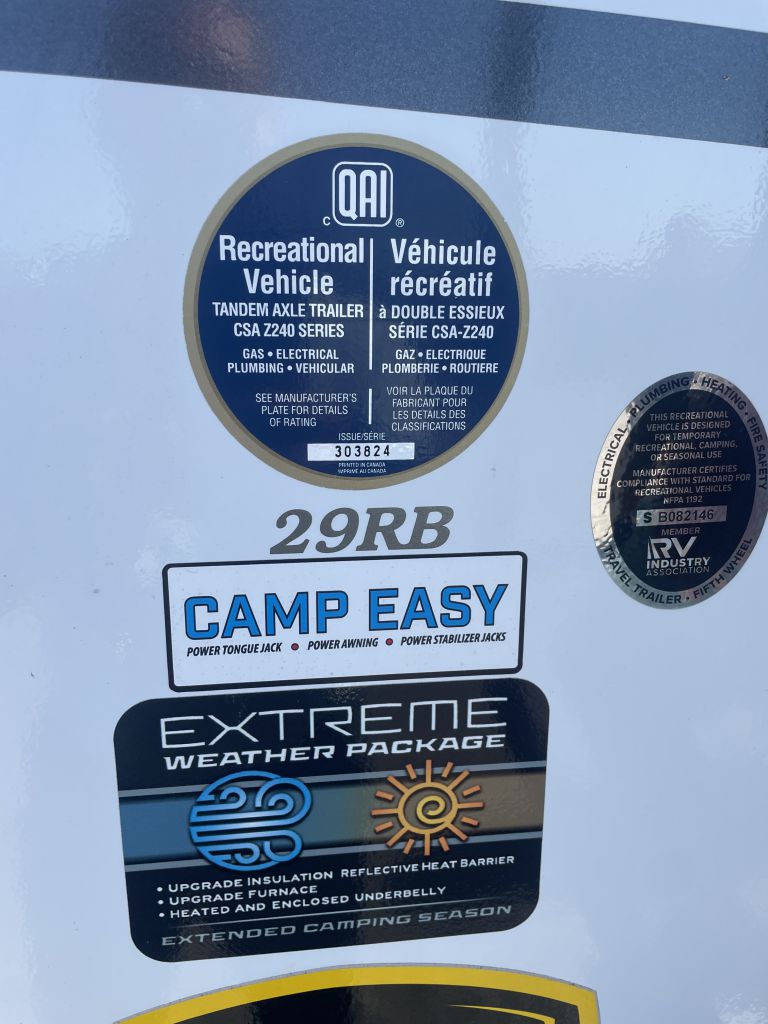 C QAI ®
Recreational
Vehicle
TANDEM AXLE TRAILER
CSA Z240 SERIES
GAS • ELECTRICAL
PLUMBING • VEHICULAR
SEE MANUFACTURER'S
PLATE FOR DETAILS
OF RATING
Véhicule
récréatif
à DOUBLE ESSIEUX
SÉRIE CSA-Z240
GAZ • ELECTRIQUE
PLOMBERIE • ROUTIERE
VOIR LA PLAQUE DU
FABRICANT POUR
LES DETAILS DES
CLASSIFICATIONS
ISSUE/SÉRIE
303824
PRINTED IN CANADA
IMPRIMÉ AU CANADA
ELECTRICAL • PLUMBING • HEATING • FIRE SAFETY
THIS RECREATIONAL
VEHICLE IS DESIGNED
FOR TEMPORARY
RECREATIONAL, CAMPING,
OR SEASONAL USE
MANUFACTURER CERTIFIES
COMPLIANCE WITH STANDARD FOR
RECREATIONAL VEHICLES
NFPA 1192
S B082146
MEMBER
RV
INDUSTRY
ASSOCIATION
TRAVEL TRAILER • FIFTH WHEEL
29RB
CAMP EASY
POWER TONGUE JACK • POWER AWNING • POWER STABILIZER JACKS
EXTREME
WEATHER PACKAGE
• UPGRADE INSULATION REFLECTIVE HEAT BARRIER
• UPGRADE FURNACE
• HEATED AND ENCLOSED UNDERBELLY
EXTENDED CAMPING SEASON